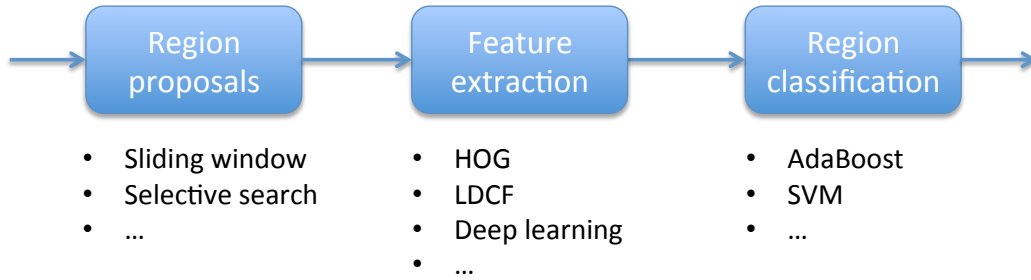 Region
proposals
Feature
extraction
Region
classification
• Sliding window
• Selective search
• …
• HOG
• LDCF
• Deep learning
• …
• AdaBoost
• SVM
• …